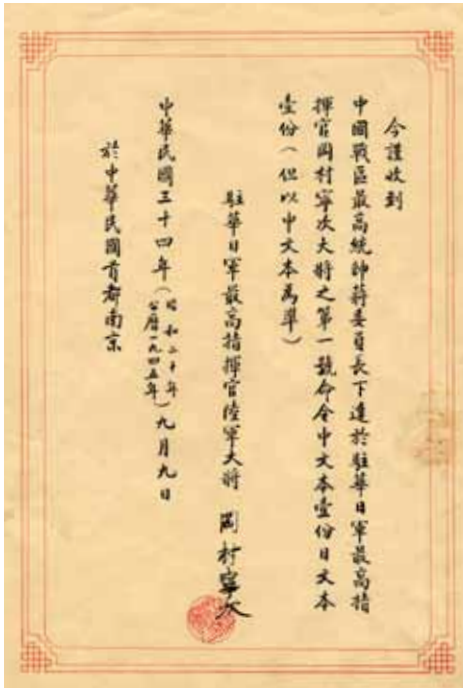 今謹收到
中國戰區最高統帥蔣委員長下達於駐華日軍最高指
揮官岡村寧次大將之第一號命令中文本壹份日文本
壹份（但以中文本為準）
駐華日軍最高指揮官陸軍大將　岡村寧次
中華民國三十四年（昭和二十年公曆一九四五年）九月九日
於中華民國首都南京